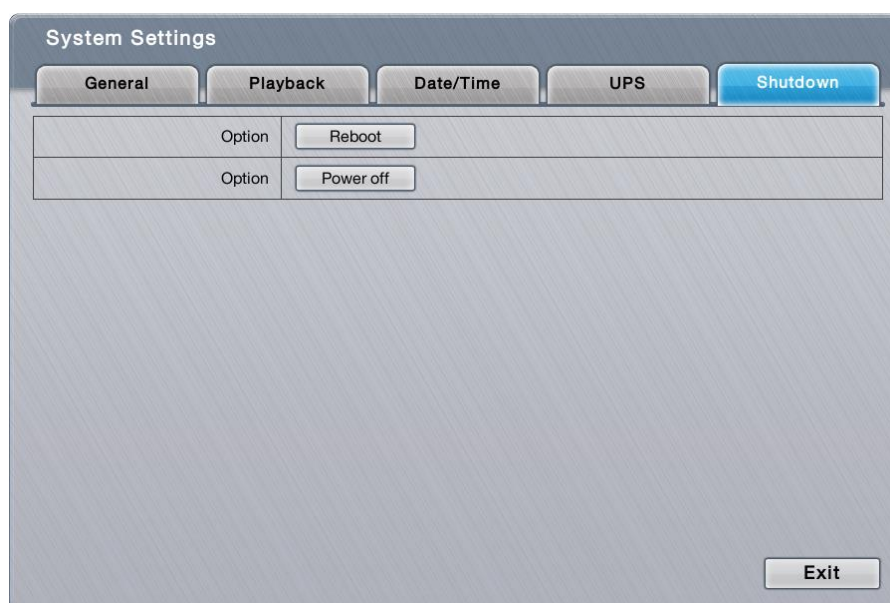 System Settings
General Playback Date/Time UPS Shutdown
Option Reboot
Option Power off
Exit